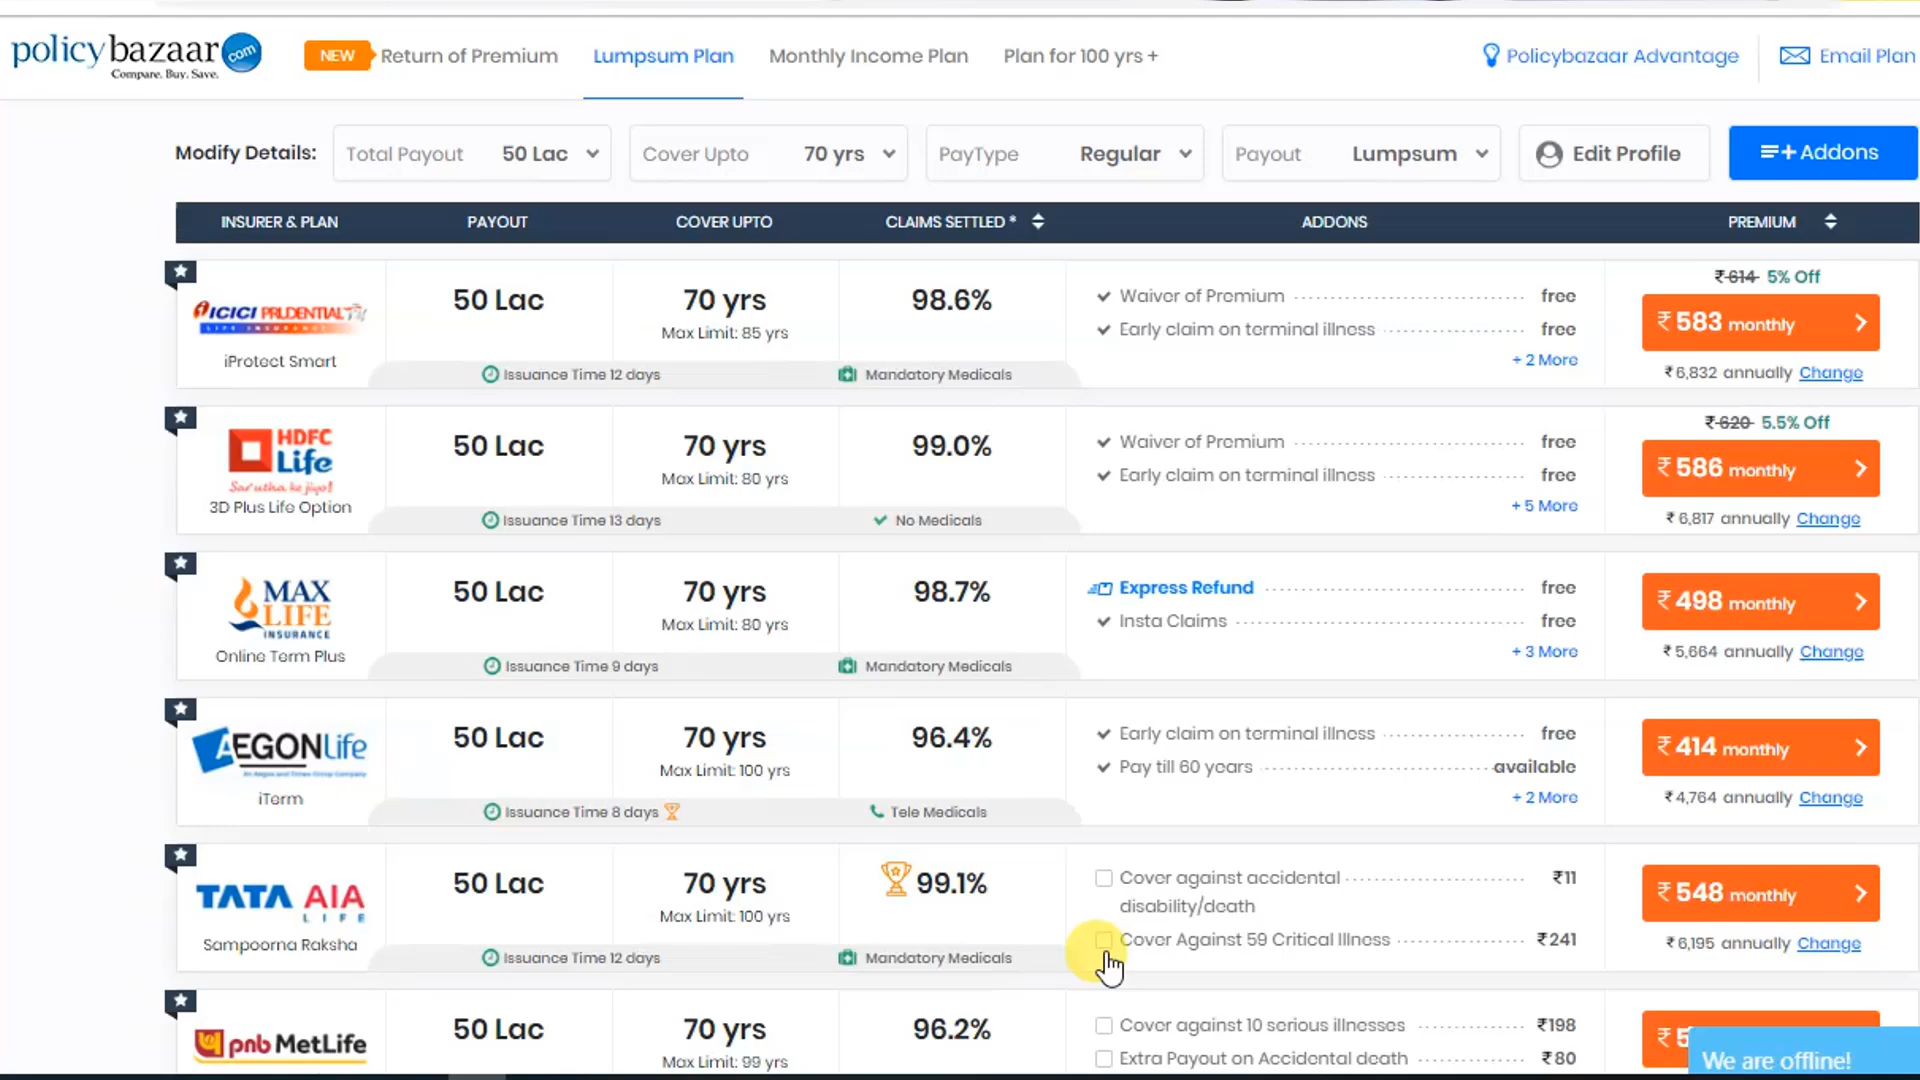 policybazaar com
Compare. Buy. Save.
NEW Return of Premium Lumpsum Plan Monthly Income Plan Plan for 100 yrs + Policybazaar Advantage Email Plan
Modify Details: Total Payout 50 Lac Cover Upto 70 yrs PayType Regular Payout Lumpsum Edit Profile Addons
INSURER & PLAN PAYOUT COVER UPTO CLAIMS SETTLED * ADDONS PREMIUM
₹614 5% Off
ICICI PRUDENTIAL
LIFE INSURANCE
iProtect Smart
50 Lac 70 yrs 98.6%
Max Limit: 85 yrs
Waiver of Premium free
Early claim on terminal illness free
+ 2 More
₹ 583 monthly
₹6,832 annually Change
Issuance Time 12 days Mandatory Medicals
₹620 5.5% Off
HDFC
Life
Sar utha ke jiyo!
3D Plus Life Option
50 Lac 70 yrs 99.0%
Max Limit: 80 yrs
Waiver of Premium free
Early claim on terminal illness free
+ 5 More
₹ 586 monthly
₹6,817 annually Change
Issuance Time 13 days No Medicals
MAX
LIFE
INSURANCE
Online Term Plus
50 Lac 70 yrs 98.7%
Max Limit: 80 yrs
Express Refund free
Insta Claims free
+ 3 More
₹ 498 monthly
₹5,664 annually Change
Issuance Time 9 days Mandatory Medicals
AEGONLife
iTerm
50 Lac 70 yrs 96.4%
Max Limit: 100 yrs
Early claim on terminal illness free
Pay till 60 years available
+ 2 More
₹ 414 monthly
₹4,764 annually Change
Issuance Time 8 days Tele Medicals
TATA AIA
LIFE
Sampoorna Raksha
50 Lac 70 yrs 99.1%
Max Limit: 100 yrs
Cover against accidental ₹11
disability/death
Cover Against 59 Critical Illness ₹241
₹ 548 monthly
₹6,195 annually Change
Issuance Time 12 days Mandatory Medicals
pnb MetLife
50 Lac 70 yrs 96.2%
Max Limit: 99 yrs
Cover against 10 serious illnesses ₹198
Extra Payout on Accidental death ₹80
₹ 5
We are offline!